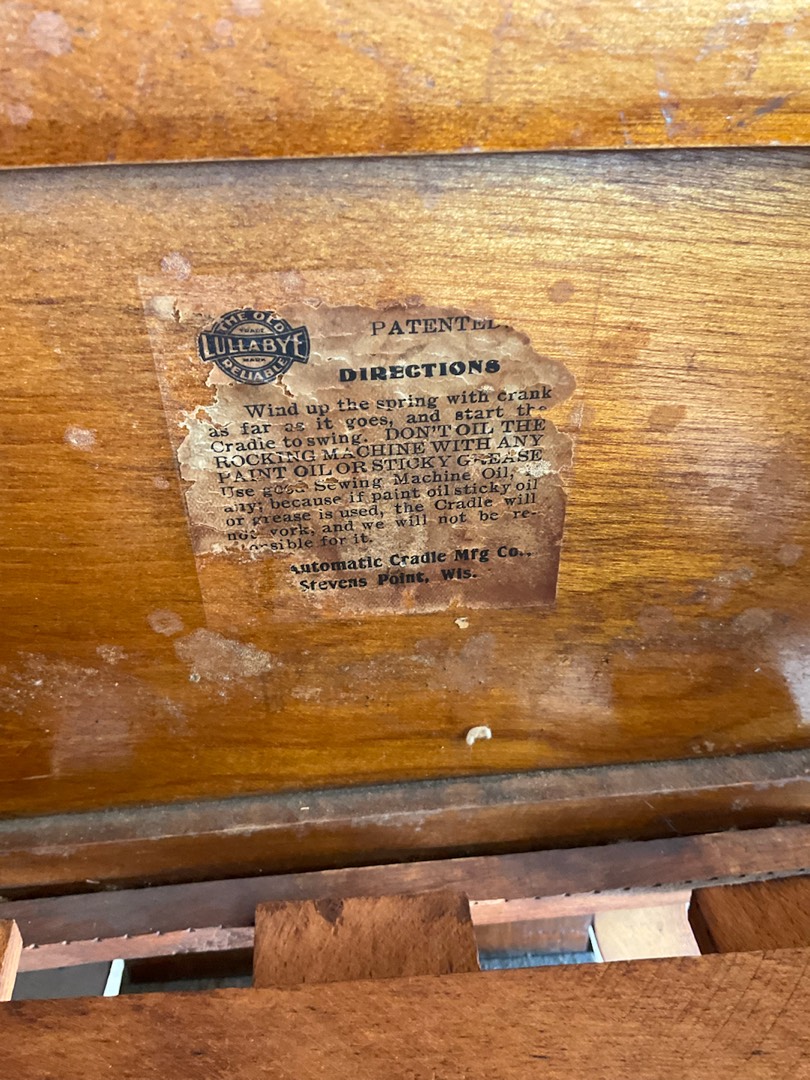 THE OLD
TRADE
LULLABYE
MARK
RELIABLE
PATENTED.
DIRECTIONS
Wind up the spring with crank
as far as it goes, and start the
Cradle to swing. DON'T OIL THE
ROCKING MACHINE WITH ANY
PAINT OIL OR STICKY GREASE
Use good Sewing Machine Oil,
any; because if paint oil sticky oil
or grease is used, the Cradle will
not work, and we will not be re-
sible for it.
Automatic Cradle Mfg Co.,
Stevens Point, Wis.